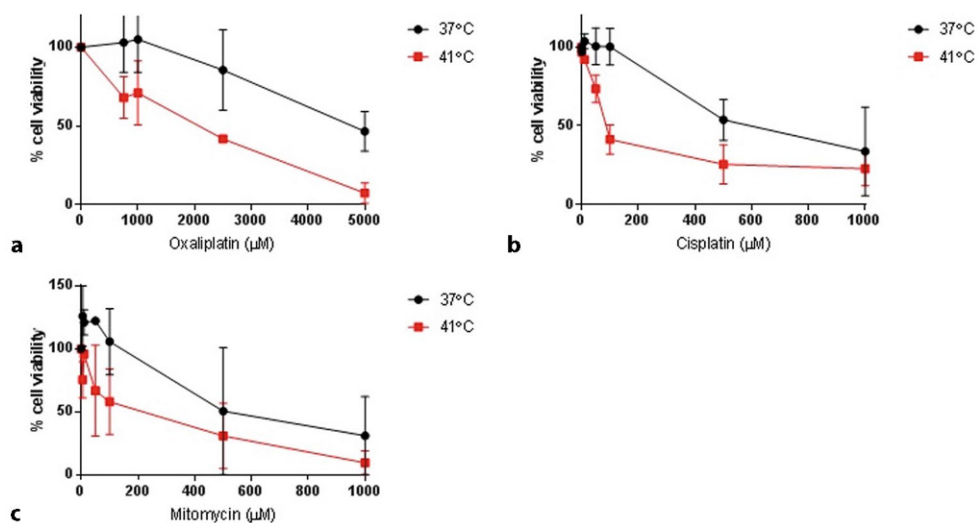 37°C
41°C
100
50
0
% cell viability
0 1000 2000 3000 4000 5000
Oxaliplatin (µM)
a
37°C
41°C
100
50
0
% cell viability
0 200 400 600 800 1000
Cisplatin (µM)
b
37°C
41°C
150
100
50
0
% cell viability
0 200 400 600 800 1000
Mitomycin (µM)
c